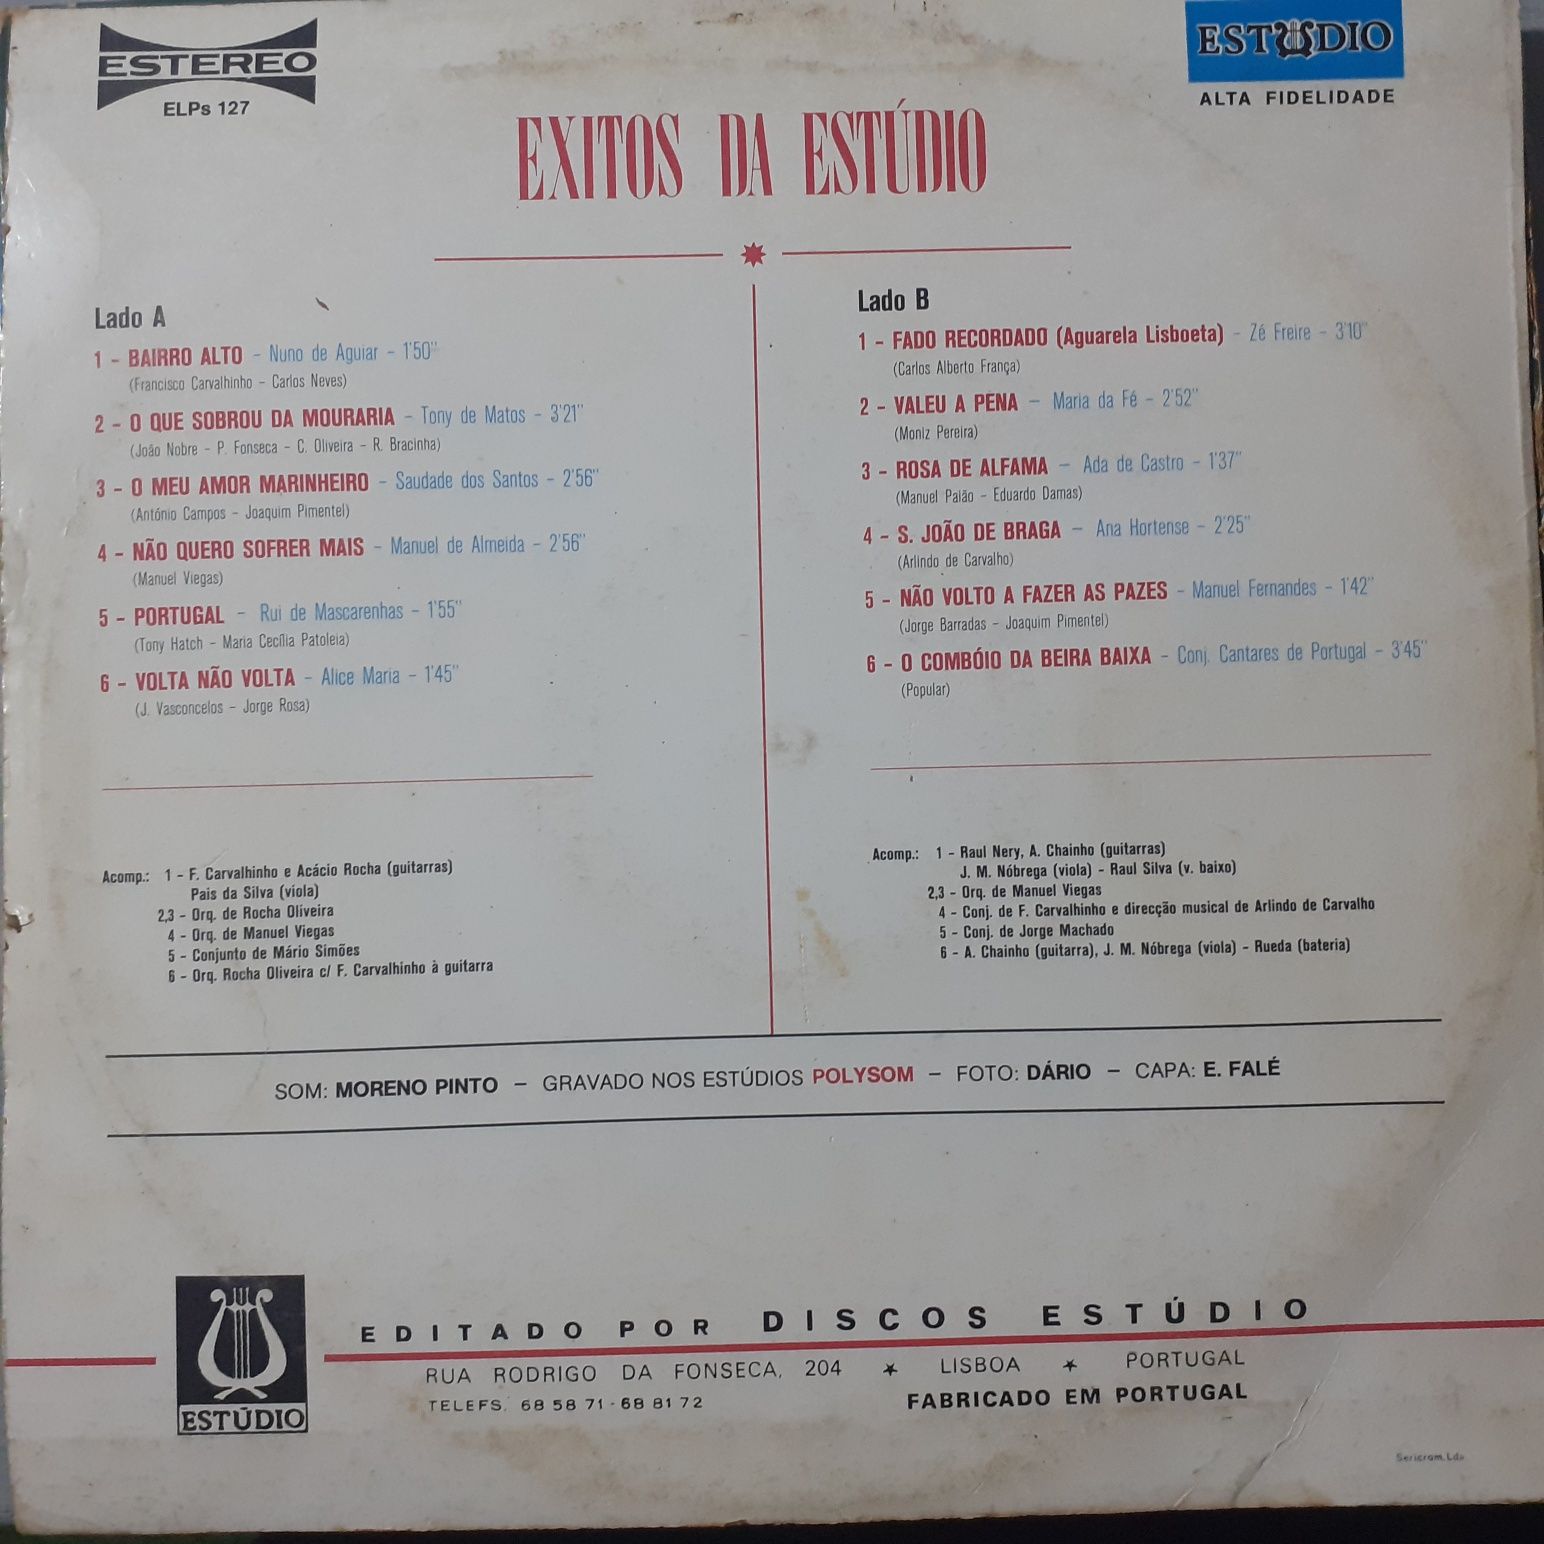 ESTEREO
ELPs 127
ESTUDIO
ALTA FIDELIDADE
EXITOS DA ESTÚDIO
Lado A
1 - BAIRRO ALTO - Nuno de Aguiar - 1'50"
(Francisco Carvalhinho - Carlos Neves)
2 - O QUE SOBROU DA MOURARIA - Tony de Matos - 3'21"
(João Nobre - P. Fonseca - C. Oliveira - R. Bracinha)
3 - O MEU AMOR MARINHEIRO - Saudade dos Santos - 2'56"
(António Campos - Joaquim Pimentel)
4 - NÃO QUERO SOFRER MAIS - Manuel de Almeida - 2'56"
(Manuel Viegas)
5 - PORTUGAL - Rui de Mascarenhas - 1'55"
(Tony Hatch - Maria Cecília Patoleia)
6 - VOLTA NÃO VOLTA - Alice Maria - 1'45"
(J. Vasconcelos - Jorge Rosa)
Acomp.: 1 - F. Carvalhinho e Acácio Rocha (guitarras)
Pais da Silva (viola)
2,3 - Orq. de Rocha Oliveira
4 - Orq. de Manuel Viegas
5 - Conjunto de Mário Simões
6 - Orq. Rocha Oliveira c/ F. Carvalhinho à guitarra
Lado B
1 - FADO RECORDADO (Aguarela Lisboeta) - Zé Freire - 3'10"
(Carlos Alberto França)
2 - VALEU A PENA - Maria da Fé - 2'52"
(Moniz Pereira)
3 - ROSA DE ALFAMA - Ada de Castro - 1'37"
(Manuel Paião - Eduardo Damas)
4 - S. JOÃO DE BRAGA - Ana Hortense - 2'25"
(Arlindo de Carvalho)
5 - NÃO VOLTO A FAZER AS PAZES - Manuel Fernandes - 1'42"
(Jorge Barradas - Joaquim Pimentel)
6 - O COMBÓIO DA BEIRA BAIXA - Conj. Cantares de Portugal - 3'45"
(Popular)
Acomp.: 1 - Raul Nery, A. Chainho (guitarras)
J. M. Nóbrega (viola) - Raul Silva (v. baixo)
2,3 - Orq. de Manuel Viegas
4 - Conj. de F. Carvalhinho e direcção musical de Arlindo de Carvalho
5 - Conj. de Jorge Machado
6 - A. Chainho (guitarra), J. M. Nóbrega (viola) - Rueda (bateria)
SOM: MORENO PINTO - GRAVADO NOS ESTÚDIOS POLYSOM - FOTO: DÁRIO - CAPA: E. FALÉ
ESTÚDIO
EDITADO POR DISCOS ESTÚDIO
RUA RODRIGO DA FONSECA, 204 * LISBOA * PORTUGAL
TELEFS. 68 58 71 - 68 81 72
FABRICADO EM PORTUGAL
Sericrom, Lda